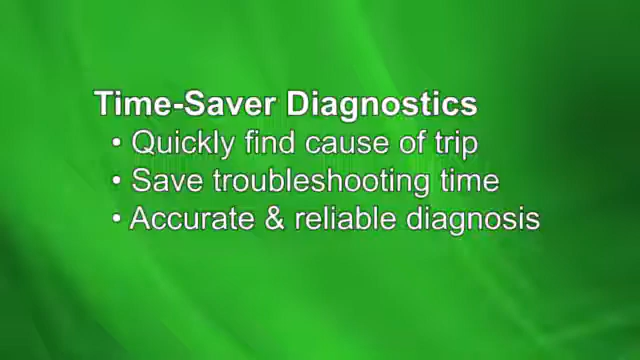 Time-Saver Diagnostics
• Quickly find cause of trip
• Save troubleshooting time
• Accurate & reliable diagnosis